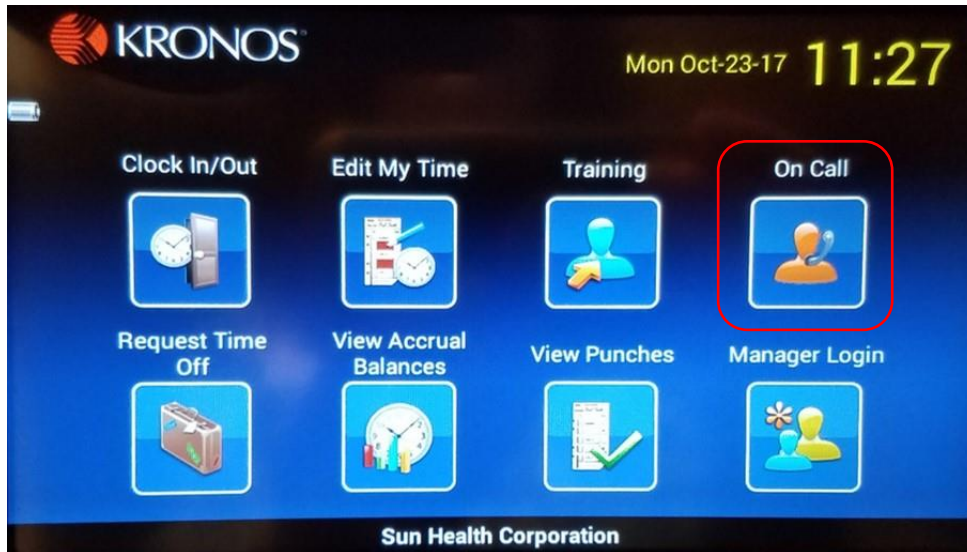 KRONOS
Mon Oct-23-17 11:27
Clock In/Out
Edit My Time
Training
On Call
Request Time
Off
View Accrual
Balances
View Punches
Manager Login
Sun Health Corporation